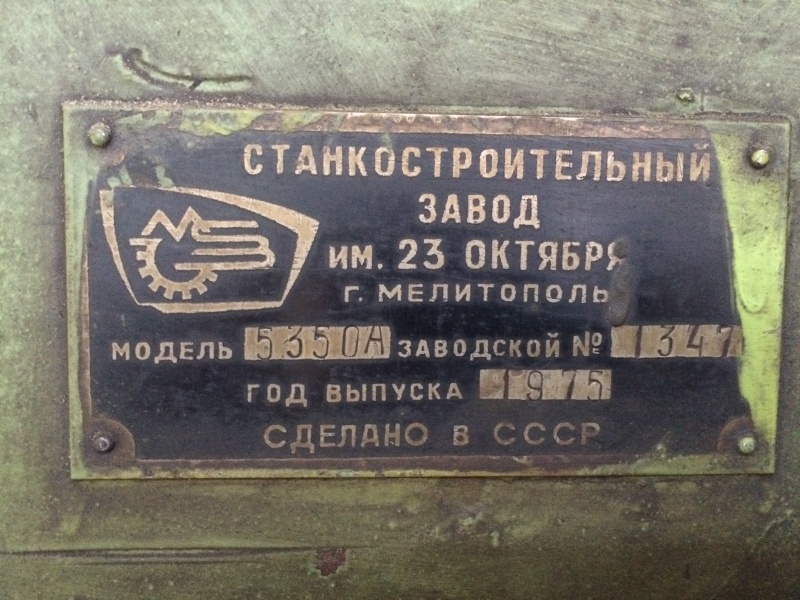 СТАНКОСТРОИТЕЛЬНЫЙ
ЗАВОД
ИМ. 23 ОКТЯБРЯ
Г. МЕЛИТОПОЛЬ
МОДЕЛЬ 5350А ЗАВОДСКОЙ № 1347
ГОД ВЫПУСКА 1975
СДЕЛАНО В СССР